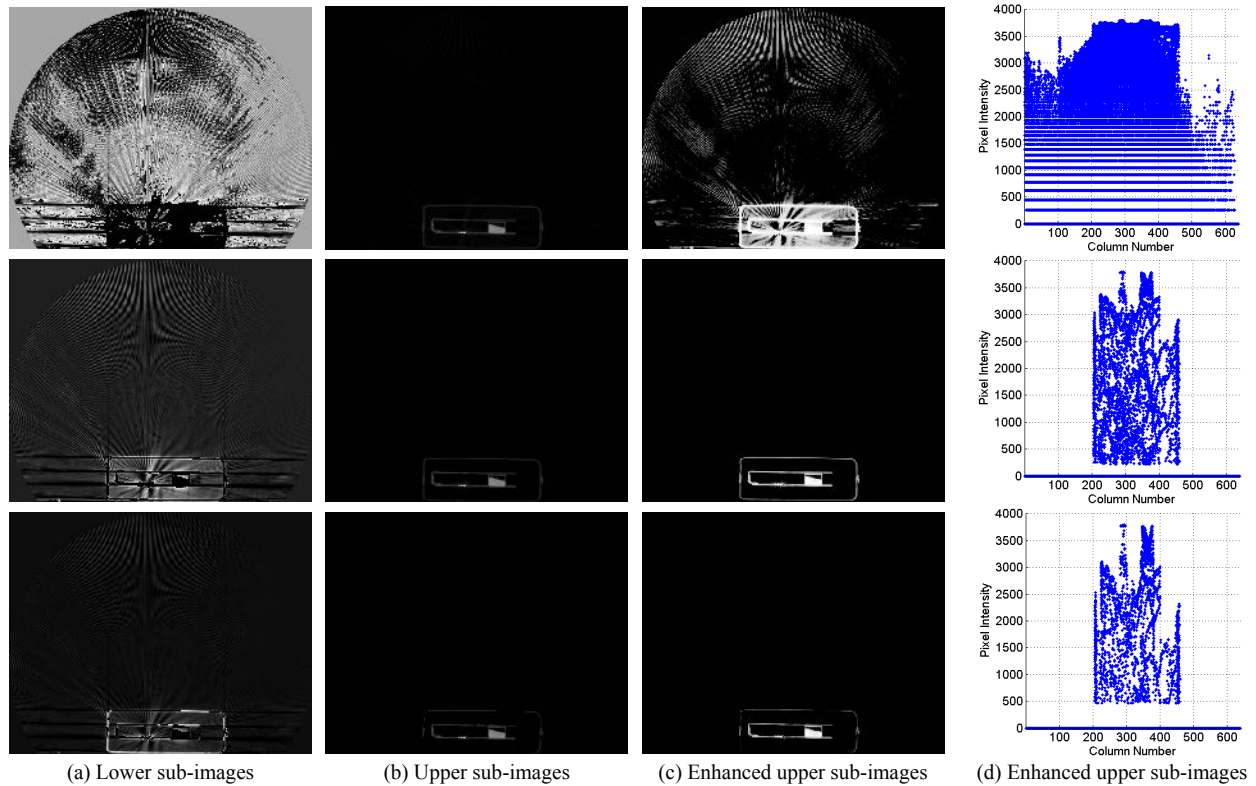 4000
3500
3000
2500
2000
1500
1000
500
0
Pixel Intensity
100 200 300 400 500 600
Column Number
4000
3500
3000
2500
2000
1500
1000
500
0
Pixel Intensity
100 200 300 400 500 600
Column Number
4000
3500
3000
2500
2000
1500
1000
500
0
Pixel Intensity
100 200 300 400 500 600
Column Number
(a) Lower sub-images
(b) Upper sub-images
(c) Enhanced upper sub-images
(d) Enhanced upper sub-images